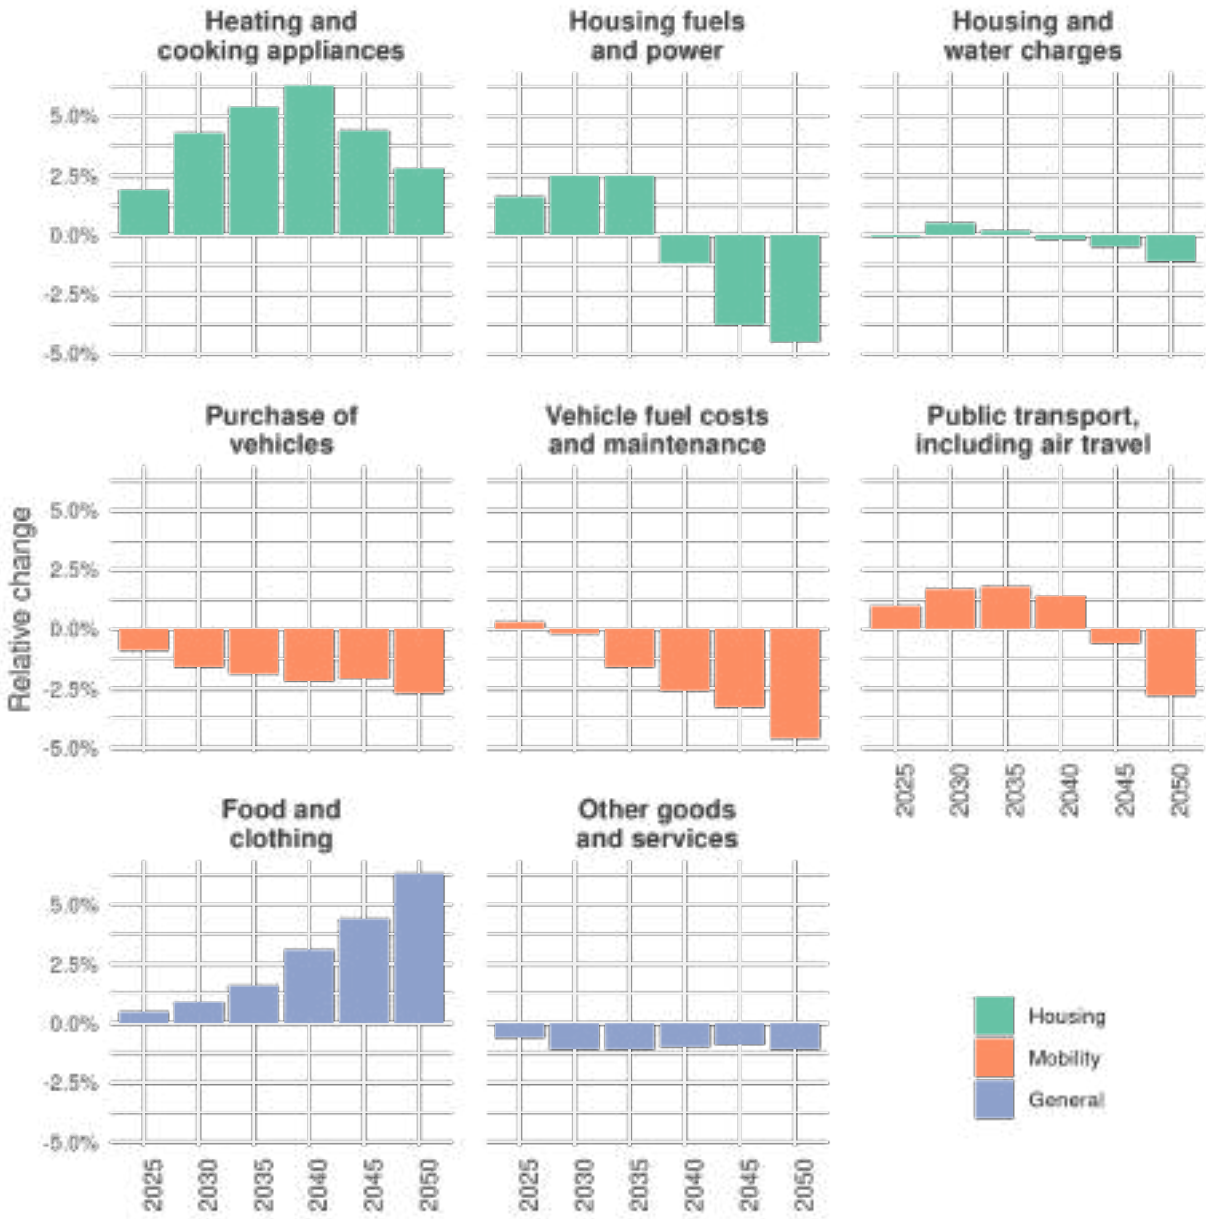 Heating and
cooking appliances
Housing fuels
and power
Housing and
water charges
5.0%
2.5%
0.0%
-2.5%
-5.0%
Purchase of
vehicles
Vehicle fuel costs
and maintenance
Public transport,
including air travel
Relative change
5.0%
2.5%
0.0%
-2.5%
-5.0%
2025
2030
2035
2040
2045
2050
Food and
clothing
Other goods
and services
5.0%
2.5%
0.0%
-2.5%
-5.0%
2025
2030
2035
2040
2045
2050
2025
2030
2035
2040
2045
2050
Housing
Mobility
General